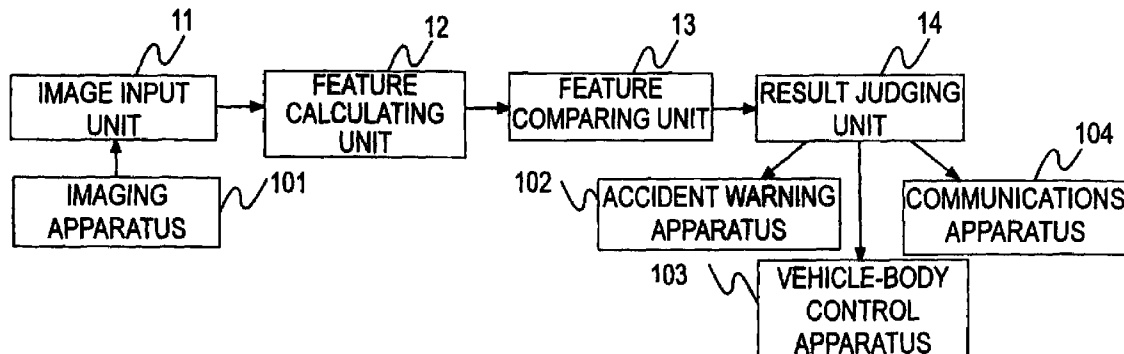 11
12
13
14
IMAGE INPUT
UNIT
FEATURE
CALCULATING
UNIT
FEATURE
COMPARING UNIT
RESULT JUDGING
UNIT
IMAGING
APPARATUS
101
102
ACCIDENT WARNING
APPARATUS
104
COMMUNICATIONS
APPARATUS
103
VEHICLE-BODY
CONTROL
APPARATUS